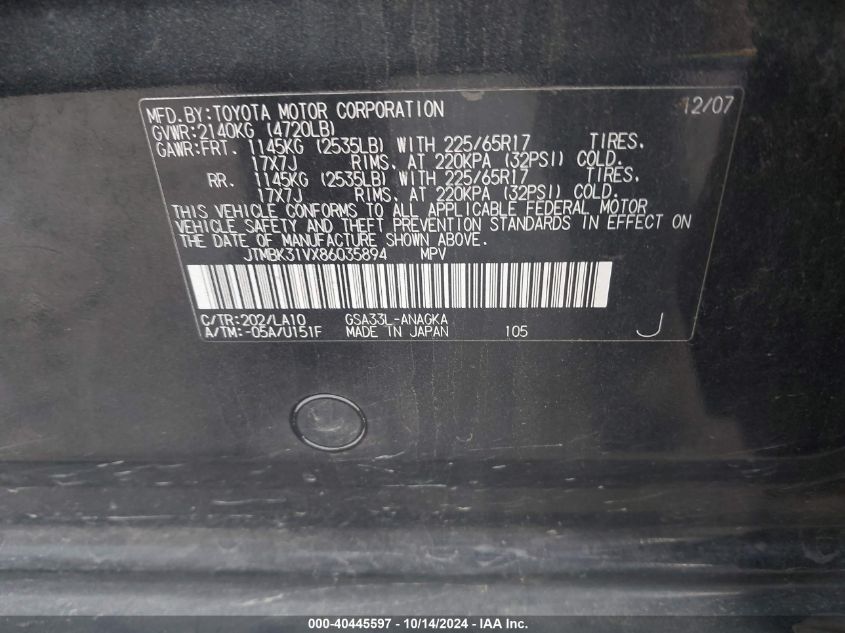 MFD.BY:TOYOTA MOTOR CORPORATION 12/07
GVWR:2140KG (4720LB)
GAWR:FRT. 1145KG (2535LB) WITH 225/65R17 TIRES.
17X7J RIMS. AT 220KPA (32PSI) COLD.
RR. 1145KG (2535LB) WITH 225/65R17 TIRES.
17X7J RIMS. AT 220KPA (32PSI) COLD.
THIS VEHICLE CONFORMS TO ALL APPLICABLE FEDERAL MOTOR
VEHICLE SAFETY AND THEFT PREVENTION STANDARDS IN EFFECT ON
THE DATE OF MANUFACTURE SHOWN ABOVE.
JTMBK31VX86035894 MPV
C/TR:202/LA10 GSA33L-ANAGKA
A/TM:-05A/U151F MADE IN JAPAN 105 J
000-40445597 - 10/14/2024 - IAA Inc.